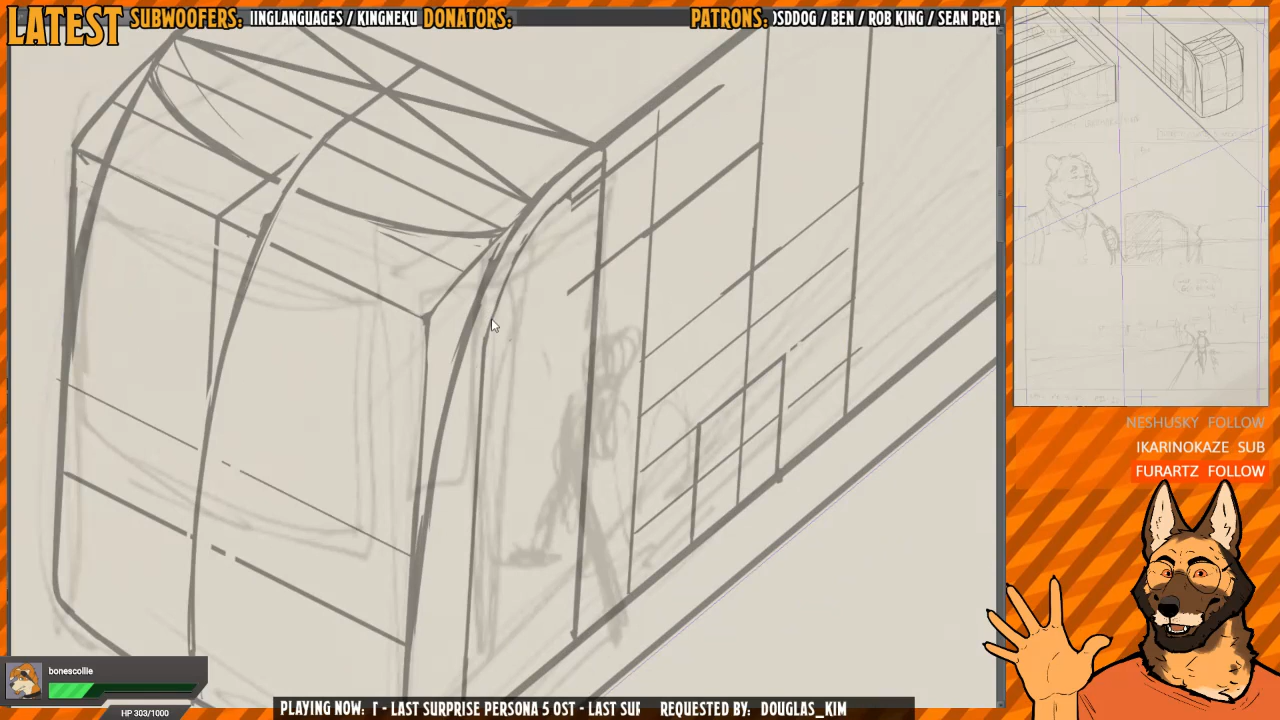 LATEST SUBWOOFERS: IINGLANGUAGES / KINGNEKU DONATORS: PATRONS: OSDDOG / BEN / ROB KING / SEAN PREN
NESHUSKY FOLLOW
IKARINOKAZE SUB
FURARTZ FOLLOW
bonescollie
HP 303/1000
PLAYING NOW: T - LAST SURPRISE PERSONA 5 OST - LAST SUR REQUESTED BY: DOUGLAS_KIM